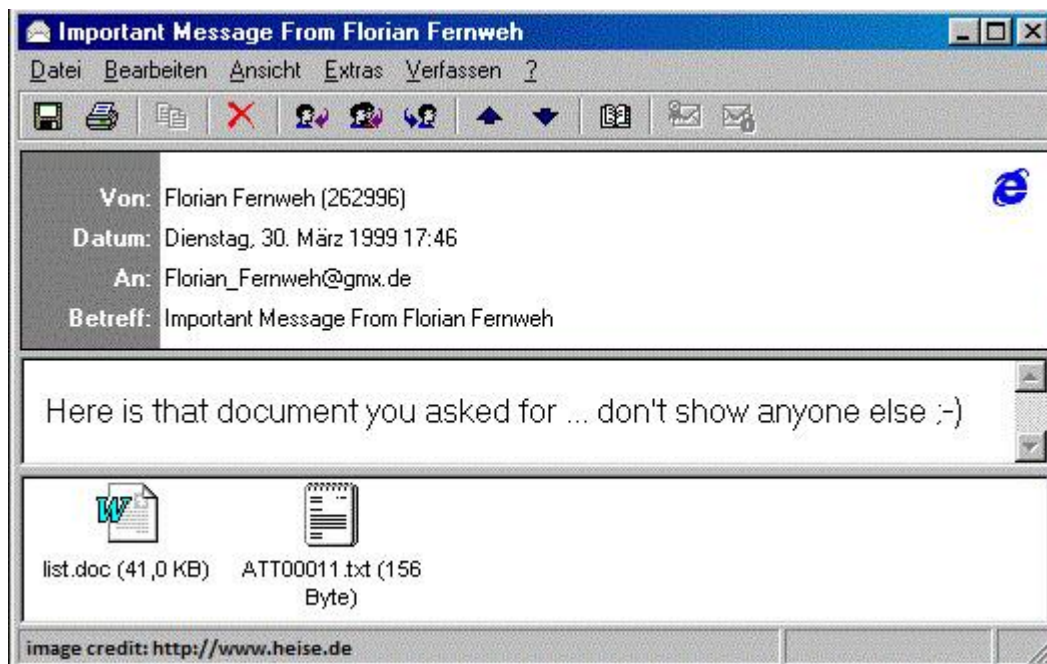 Important Message From Florian Fernweh
Datei Bearbeiten Ansicht Extras Verfassen ?
Von: Florian Fernweh (262996)
Datum: Dienstag, 30. März 1999 17:46
An: Florian_Fernweh@gmx.de
Betreff: Important Message From Florian Fernweh
Here is that document you asked for ... don't show anyone else ;-)
list.doc (41,0 KB) ATT00011.txt (156
Byte)
image credit: http://www.heise.de